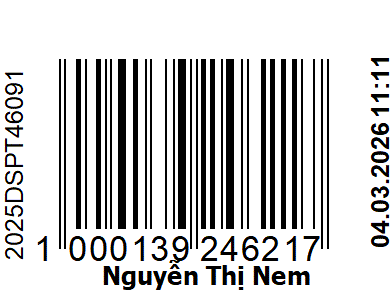 2025DSPT46091
1 000139 246217
Nguyễn Thị Nem
04.03.2026 11:11